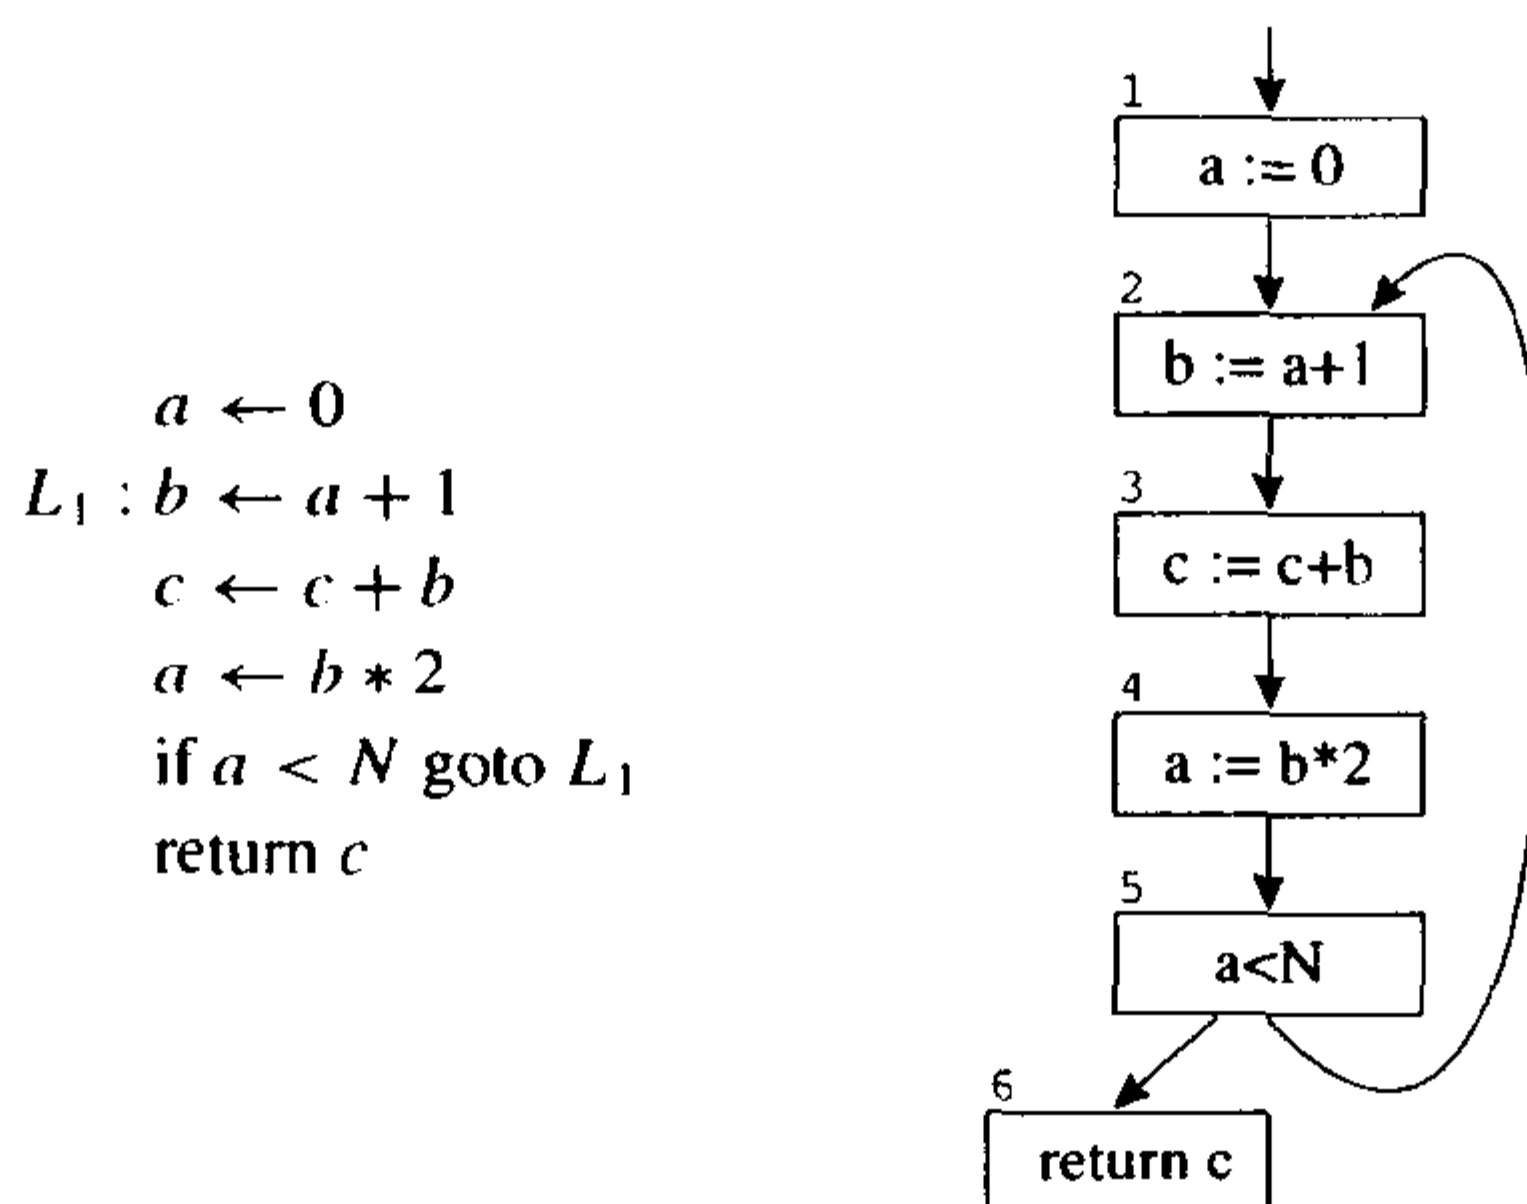 a ← 0
L₁ : b ← a + 1
c ← c + b
a ← b * 2
if a < N goto L₁
return c
1
a := 0
2
b := a+1
3
c := c+b
4
a := b*2
5
a<N
6
return c